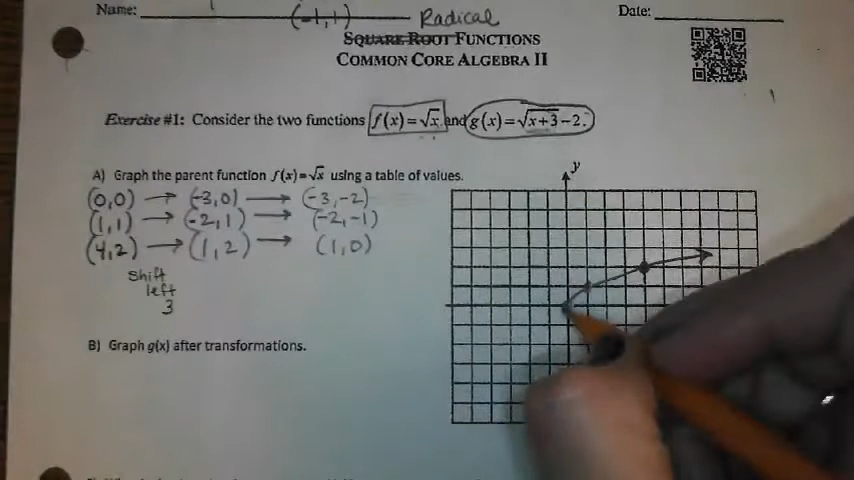 Name: (-1,1) Radical Date:
SQUARE ROOT FUNCTIONS
COMMON CORE ALGEBRA II
Exercise #1: Consider the two functions f(x)=√x and g(x)=√x+3-2.
A) Graph the parent function f(x)=√x using a table of values.
(0,0) → (-3,0) → (-3,-2)
(1,1) → (-2,1) → (-2,-1)
(4,2) → (1,2) → (1,0)
shift
left
3
y
B) Graph g(x) after transformations.